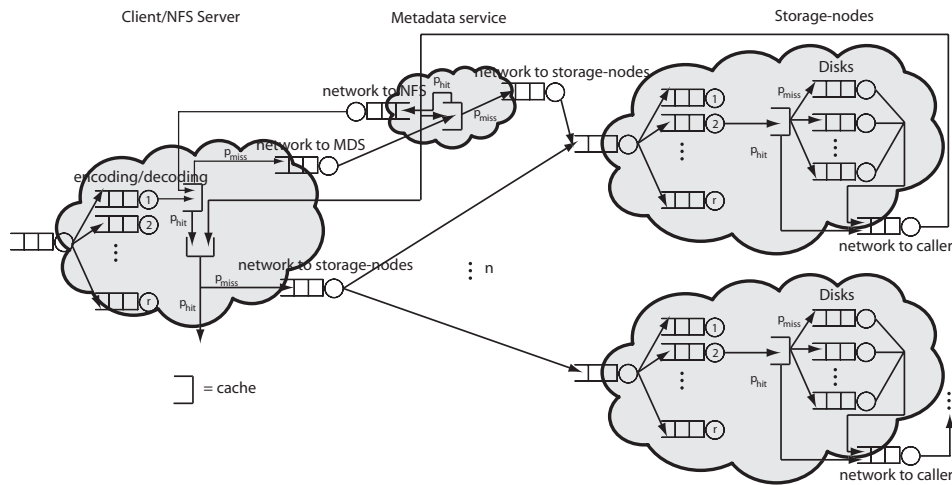 Client/NFS Server
Metadata service
Storage-nodes
network to NFS
p_hit
p_miss
network to storage-nodes
network to MDS
p_miss
encoding/decoding
1
2
⋮
r
p_hit
network to storage-nodes
p_miss
p_hit
= cache
⋮ n
Disks
1
2
⋮
r
p_miss
p_hit
⋮
network to caller
Disks
1
2
⋮
r
p_miss
p_hit
⋮
⋮
network to caller